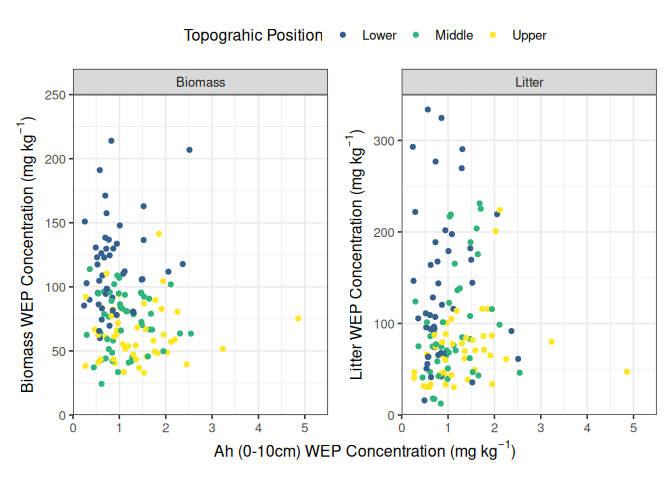 Topograhic Position Lower Middle Upper
Biomass Litter
Biomass WEP Concentration (mg kg⁻¹)
250
200
150
100
50
0
0 1 2 3 4 5
Litter WEP Concentration (mg kg⁻¹)
300
200
100
0
0 1 2 3 4 5
Ah (0-10cm) WEP Concentration (mg kg⁻¹)